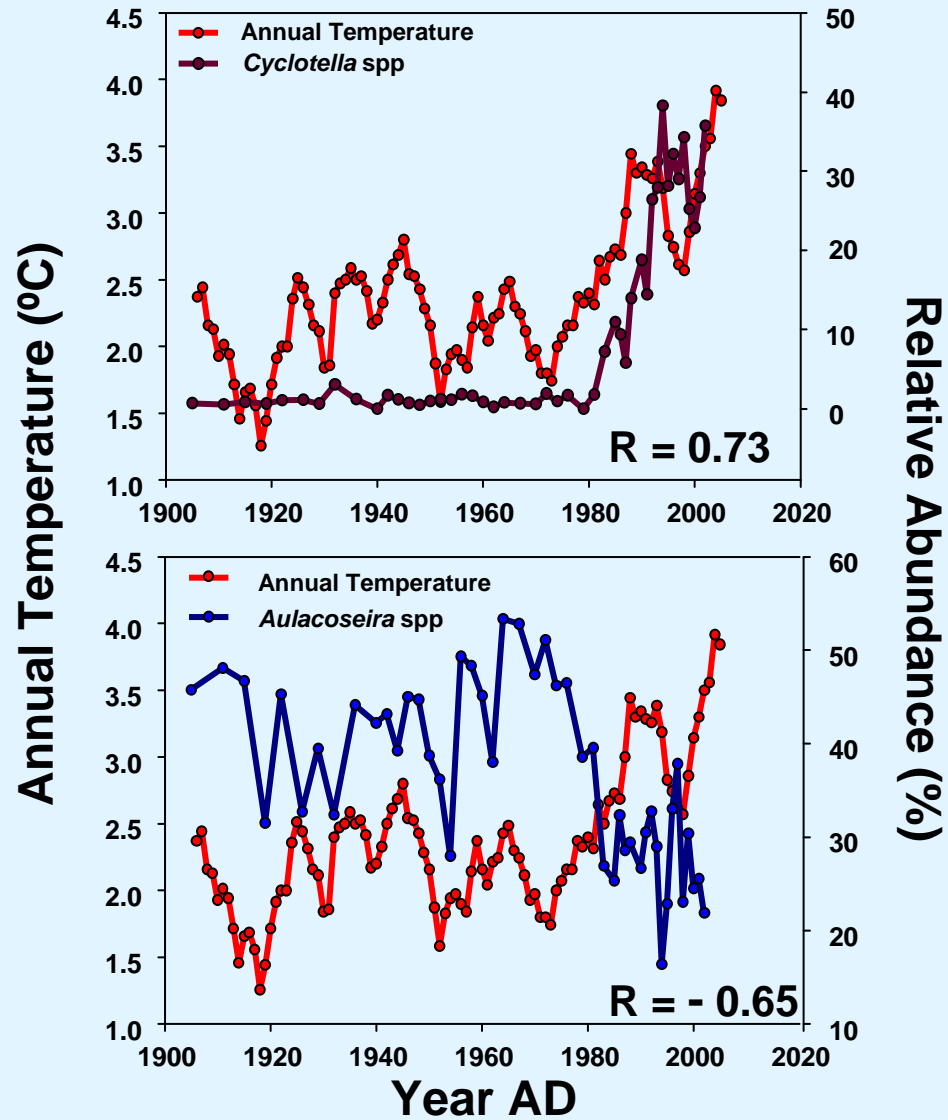 Annual Temperature (ºC)
4.5
4.0
3.5
3.0
2.5
2.0
1.5
1.0
Annual Temperature
Cyclotella spp
R = 0.73
50
40
30
20
10
0
1900 1920 1940 1960 1980 2000 2020
4.5
4.0
3.5
3.0
2.5
2.0
1.5
1.0
Annual Temperature
Aulacoseira spp
R = - 0.65
60
50
40
30
20
10
1900 1920 1940 1960 1980 2000 2020
Year AD
Relative Abundance (%)